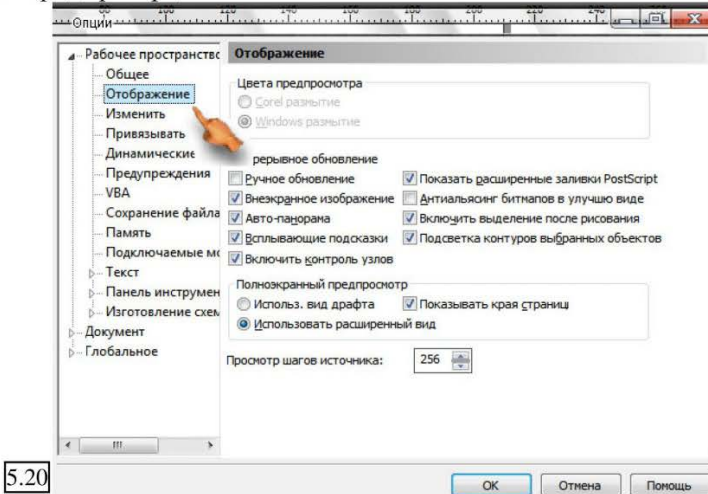 Опции
Рабочее пространство
Общее
Отображение
Изменить
Привязывать
Динамические
Предупреждения
VBA
Сохранение файла
Память
Подключаемые мо
Текст
Панель инструмен
Изготовление схем
Документ
Глобальное
Отображение
Цвета предпросмотра
Corel размытие
Windows размытие
рерывное обновление
Ручное обновление
Показать расширенные заливки PostScript
Внеэкранное изображение
Антиальясинг битмапов в улучшю виде
Авто-панорама
Включить выделение после рисования
Всплывающие подсказки
Подсветка контуров выбранных объектов
Включить контроль узлов
Полноэкранный предпросмотр
Использ. вид драфта
Показывать края страниц
Использовать расширенный вид
Просмотр шагов источника: 256
OK Отмена Помощь
5.20